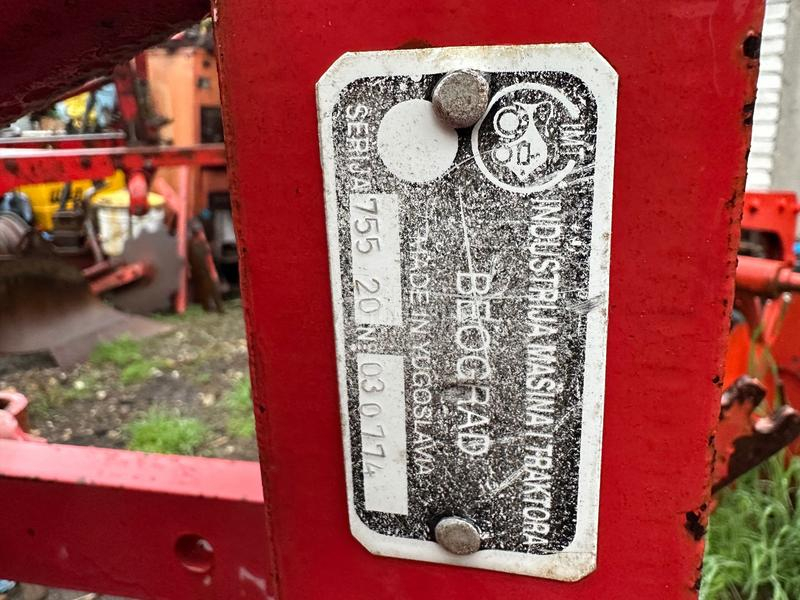 IMT
INDUSTRIJA MAŠINA I TRAKTORA
BEOGRAD
MADE IN YUGOSLAVIA
SERIJA 755 20 Nº 030774